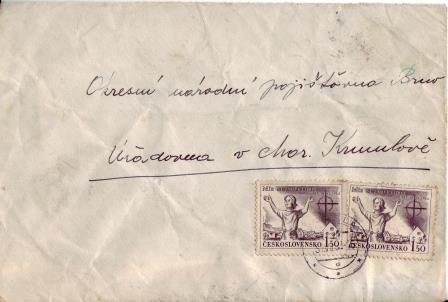 Okresní národní pojišťovna Brno
Úřadovna v Mor. Krumlově
ČESKOSLOVENSKO 1.50
ČESKOSLOVENSKO 1.50